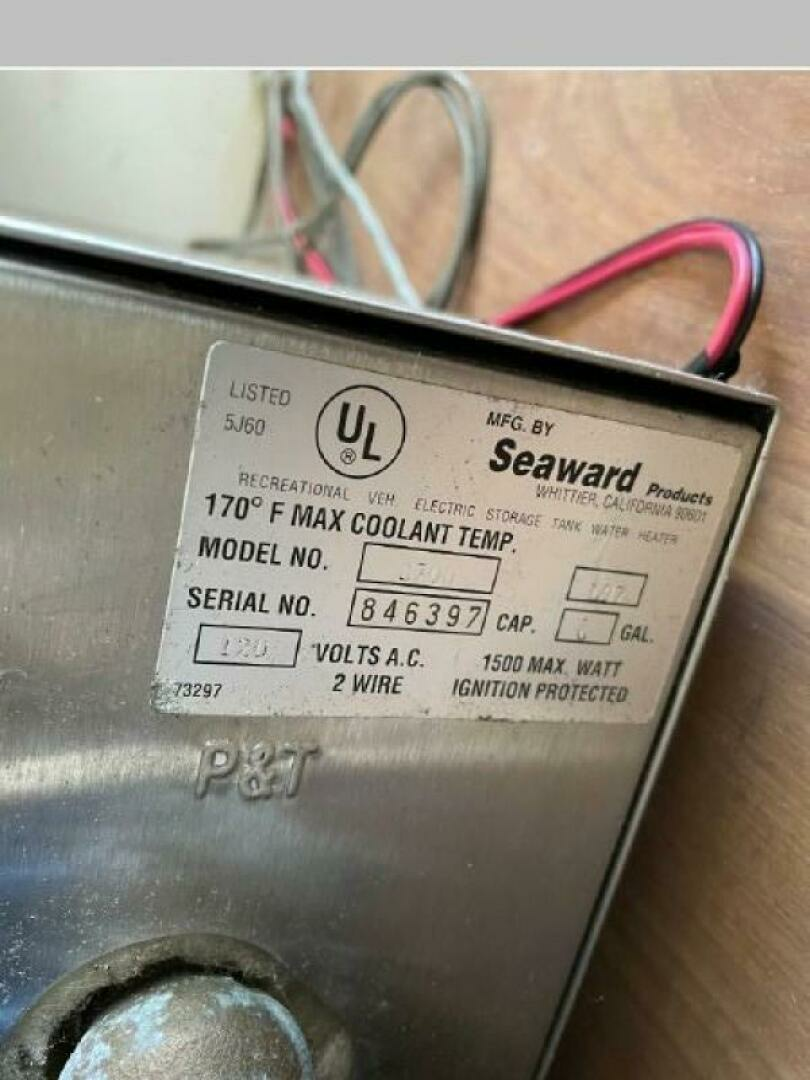 LISTED
5J60
UL
®
MFG. BY
Seaward Products
WHITTIER, CALIFORNIA 90601
RECREATIONAL VEH. ELECTRIC STORAGE TANK WATER HEATER
170° F MAX COOLANT TEMP.
MODEL NO.
SERIAL NO. 846397 CAP. GAL.
120 VOLTS A.C. 1500 MAX. WATT
2 WIRE IGNITION PROTECTED
73297
P&T